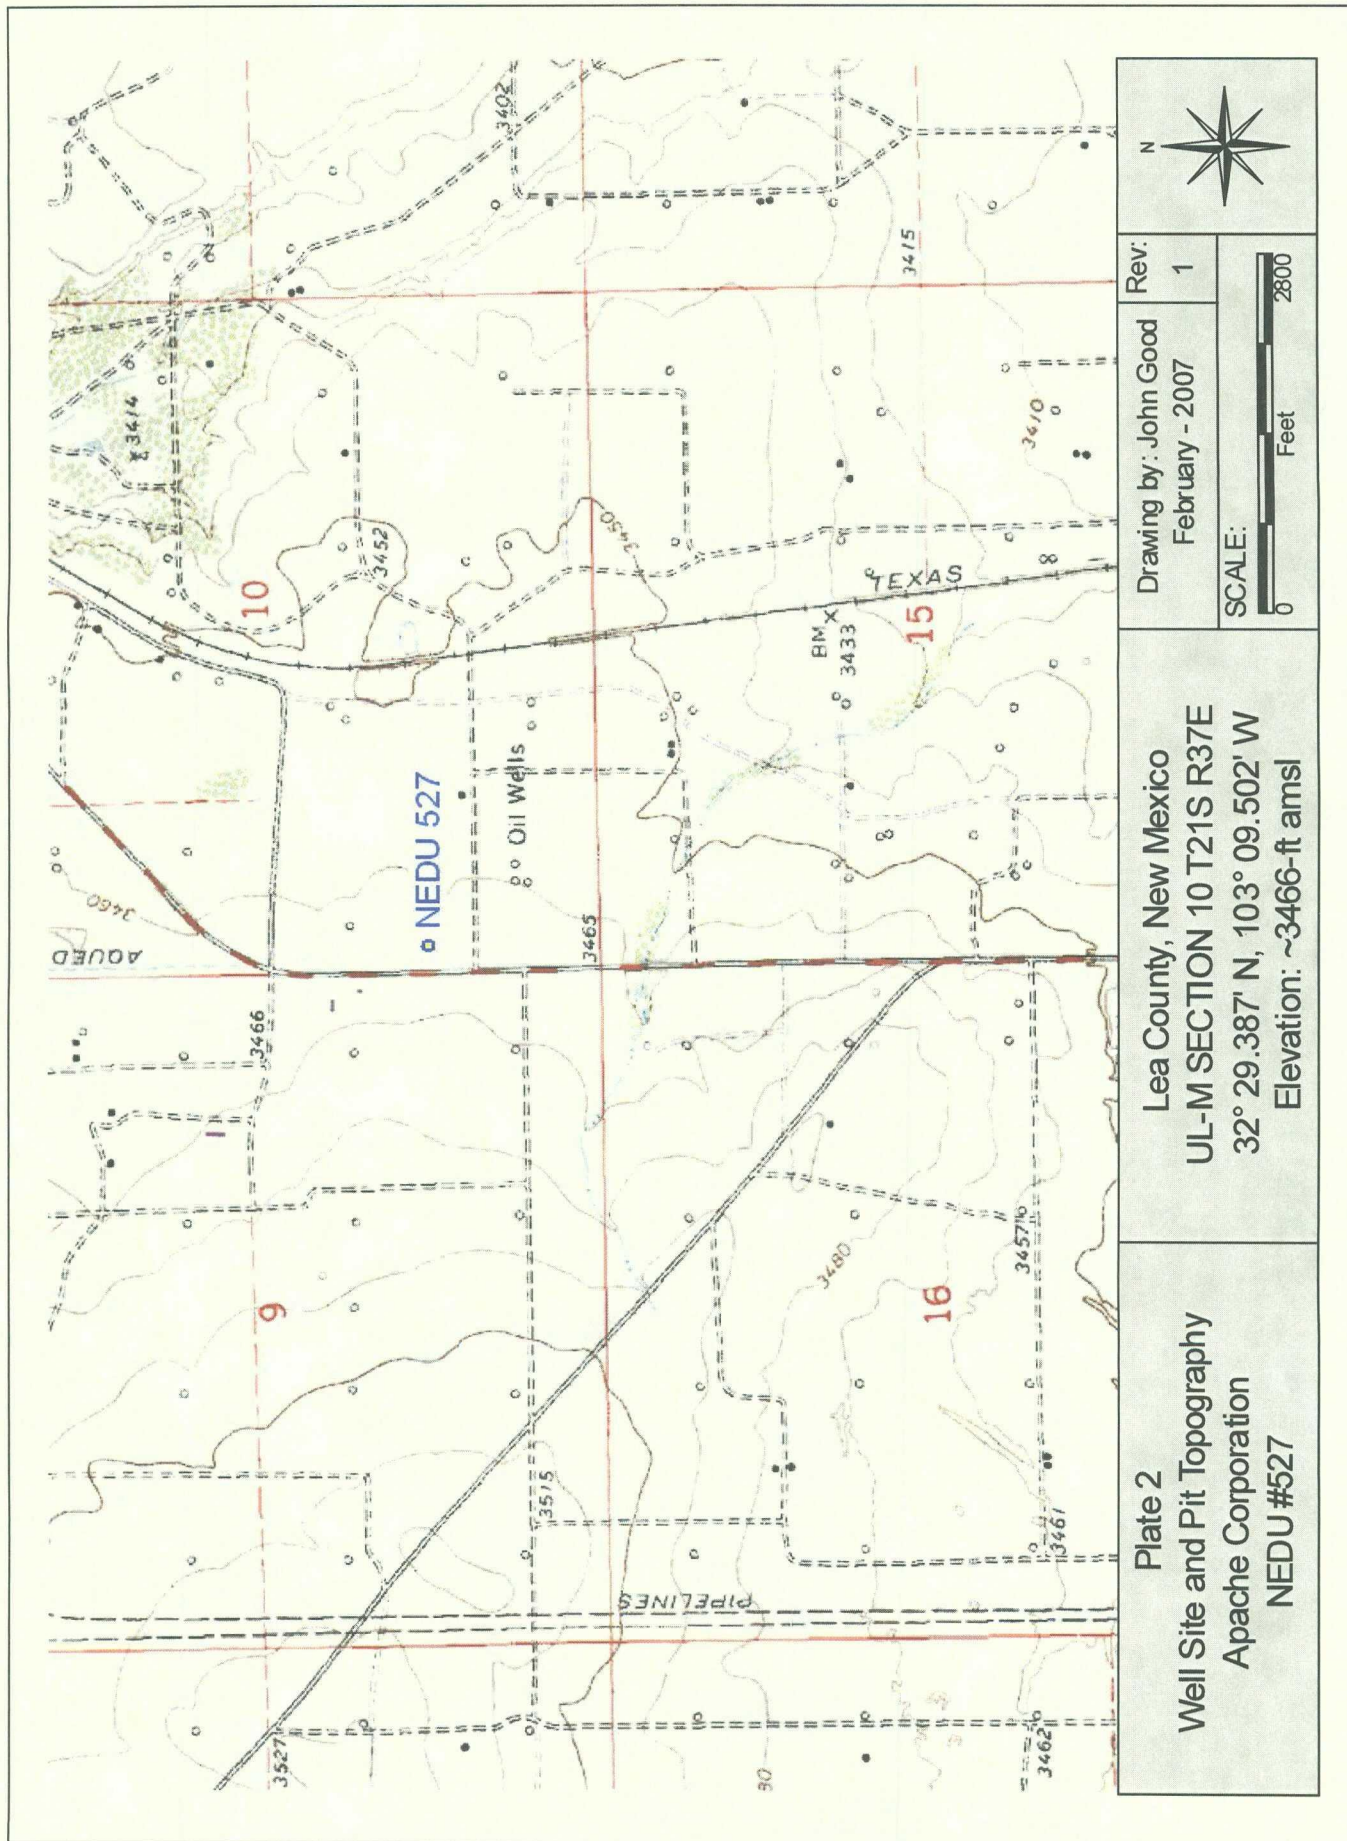 AQUED
3460
3414
3402
10
9
3466
3452
3527
NEDU 527
Oil Wells
3515
3465
3450
PIPELINES
BM
3433
TEXAS
3415
3480
80
16
15
3410
3457
3461
3462
Plate 2
Well Site and Pit Topography
Apache Corporation
NEDU #527
Lea County, New Mexico
UL-M SECTION 10 T21S R37E
32° 29.387' N, 103° 09.502' W
Elevation: ~3466-ft amsl
Drawing by: John Good
February - 2007
Rev:
1
SCALE:
0
2800
Feet
N